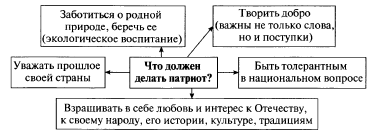 Заботиться о родной
природе, беречь ее
(экологическое воспитание)
Творить добро
(важны не только слова,
но и поступки)
Уважать прошлое
своей страны
Что должен
делать патриот?
Быть толерантным
в национальном вопросе
Взращивать в себе любовь и интерес к Отечеству,
к своему народу, его истории, культуре, традициям